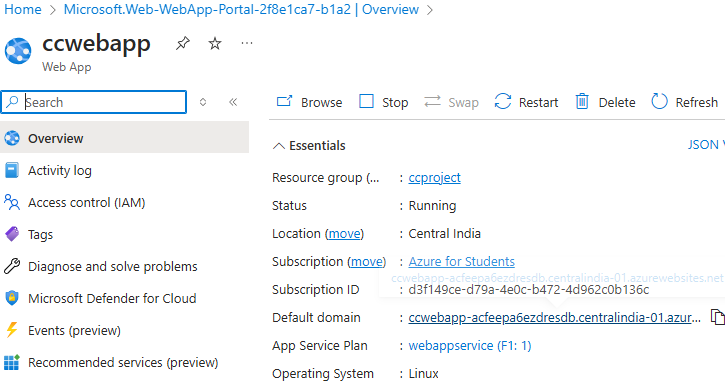 Home > Microsoft.Web-WebApp-Portal-2f8e1ca7-b1a2 | Overview >
ccwebapp
Web App
Search
Browse Stop Swap Restart Delete Refresh
Overview
Activity log
Access control (IAM)
Tags
Diagnose and solve problems
Microsoft Defender for Cloud
Events (preview)
Recommended services (preview)
Essentials
JSON V
Resource group (... : ccproject
Status : Running
Location (move) : Central India
Subscription (move) : Azure for Students
ccwebapp-acfeepa6ezdresdb.centralindia-01.azurewebsites.net
Subscription ID : d3f149ce-d79a-4e0c-b472-4d962c0b136c
Default domain : ccwebapp-acfeepa6ezdresdb.centralindia-01.azur...
App Service Plan : webappservice (F1: 1)
Operating System : Linux